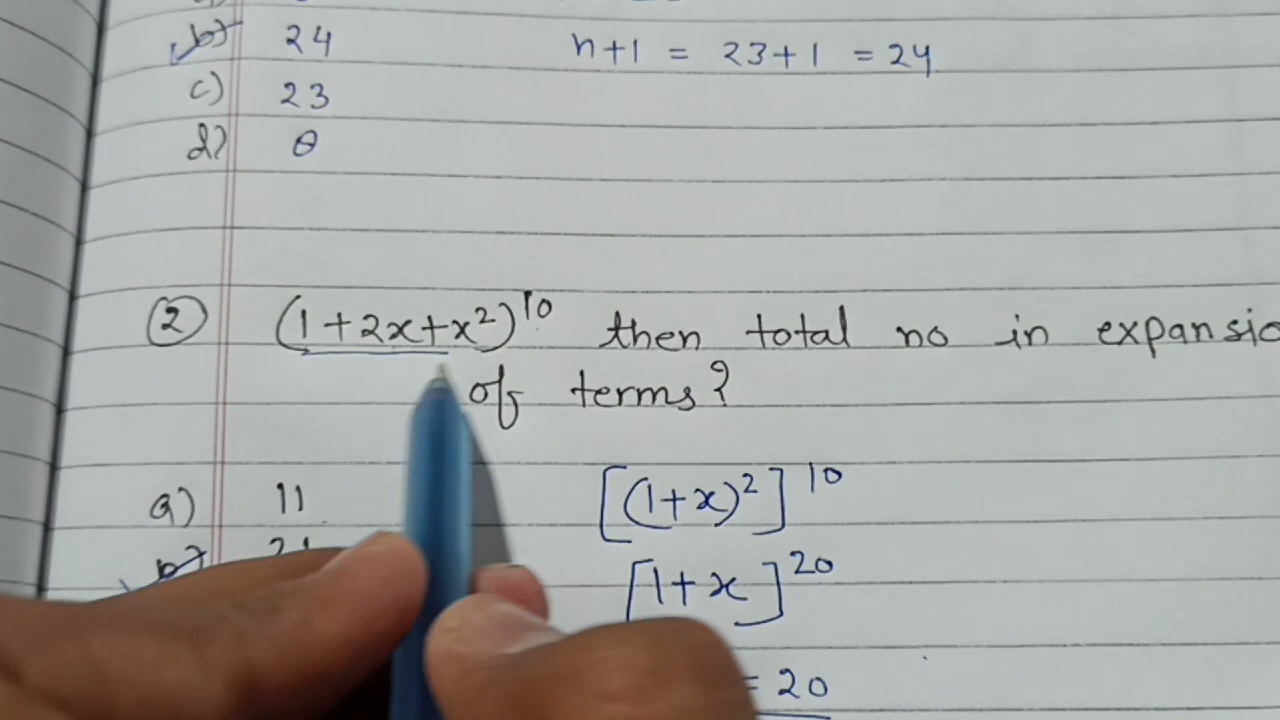 b) 24
n+1 = 23+1 = 24
c) 23
d) θ
② (1+2x+x²)¹⁰ then total no in expansio
of terms?
a) 11
[(1+x)²]¹⁰
b) 21
[1+x]²⁰
= 20